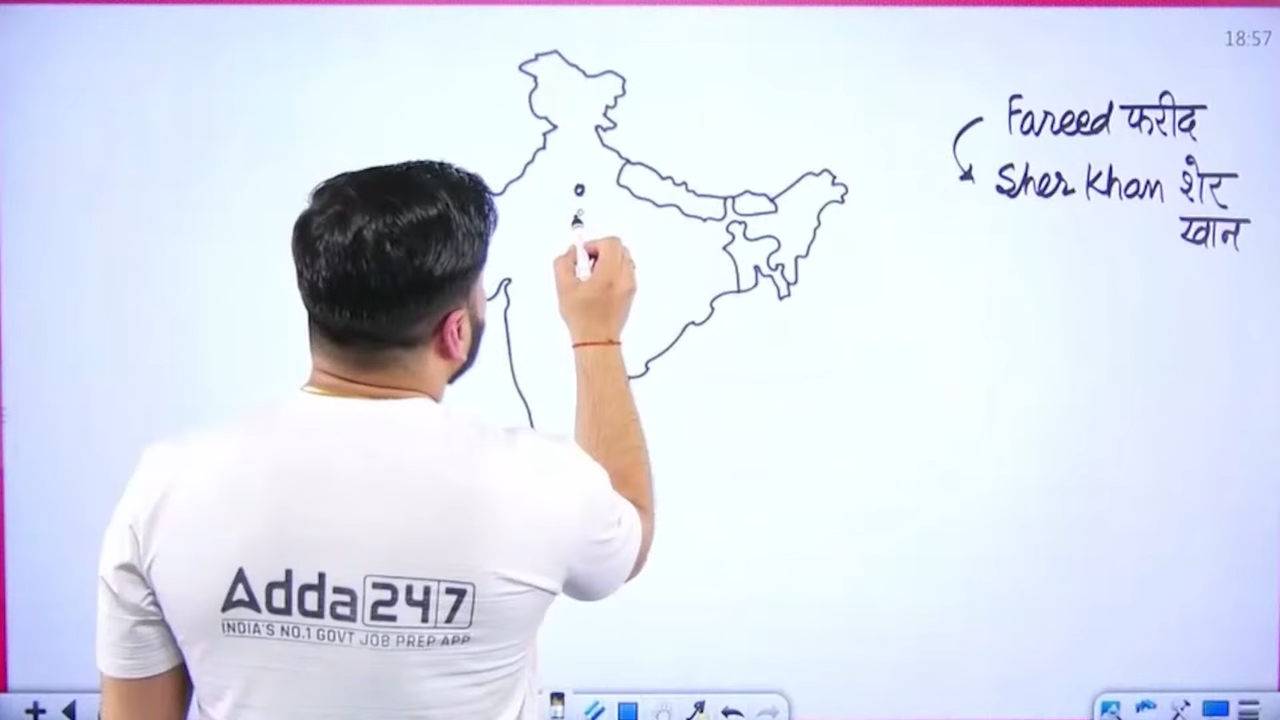 18:57
Fareed फरीद
Sher Khan शेर
खान
Adda247
INDIA'S NO.1 GOVT JOB PREP APP